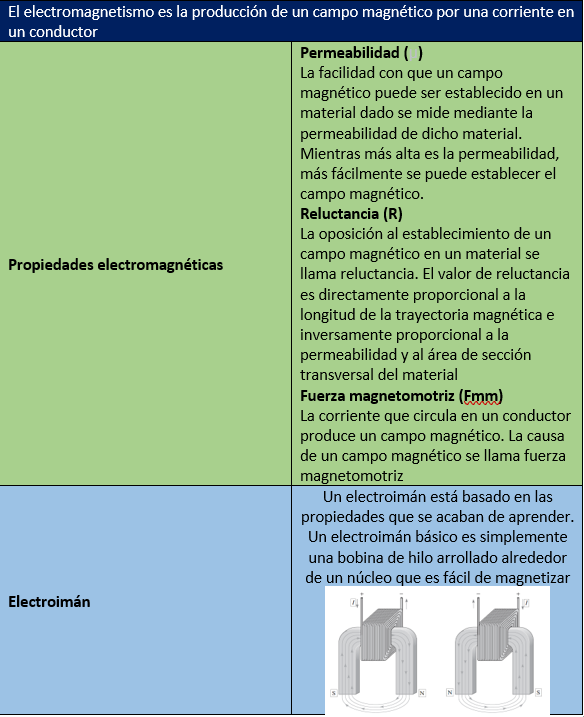 El electromagnetismo es la producción de un campo magnético por una corriente en
un conductor
Propiedades electromagnéticas
Permeabilidad ( )
La facilidad con que un campo
magnético puede ser establecido en un
material dado se mide mediante la
permeabilidad de dicho material.
Mientras más alta es la permeabilidad,
más fácilmente se puede establecer el
campo magnético.
Reluctancia (R)
La oposición al establecimiento de un
campo magnético en un material se
llama reluctancia. El valor de reluctancia
es directamente proporcional a la
longitud de la trayectoria magnética e
inversamente proporcional a la
permeabilidad y al área de sección
transversal del material
Fuerza magnetomotriz (Fmm)
La corriente que circula en un conductor
produce un campo magnético. La causa
de un campo magnético se llama fuerza
magnetomotriz
Electroimán
Un electroimán está basado en las
propiedades que se acaban de aprender.
Un electroimán básico es simplemente
una bobina de hilo arrollado alrededor
de un núcleo que es fácil de magnetizar
I I
S N N S